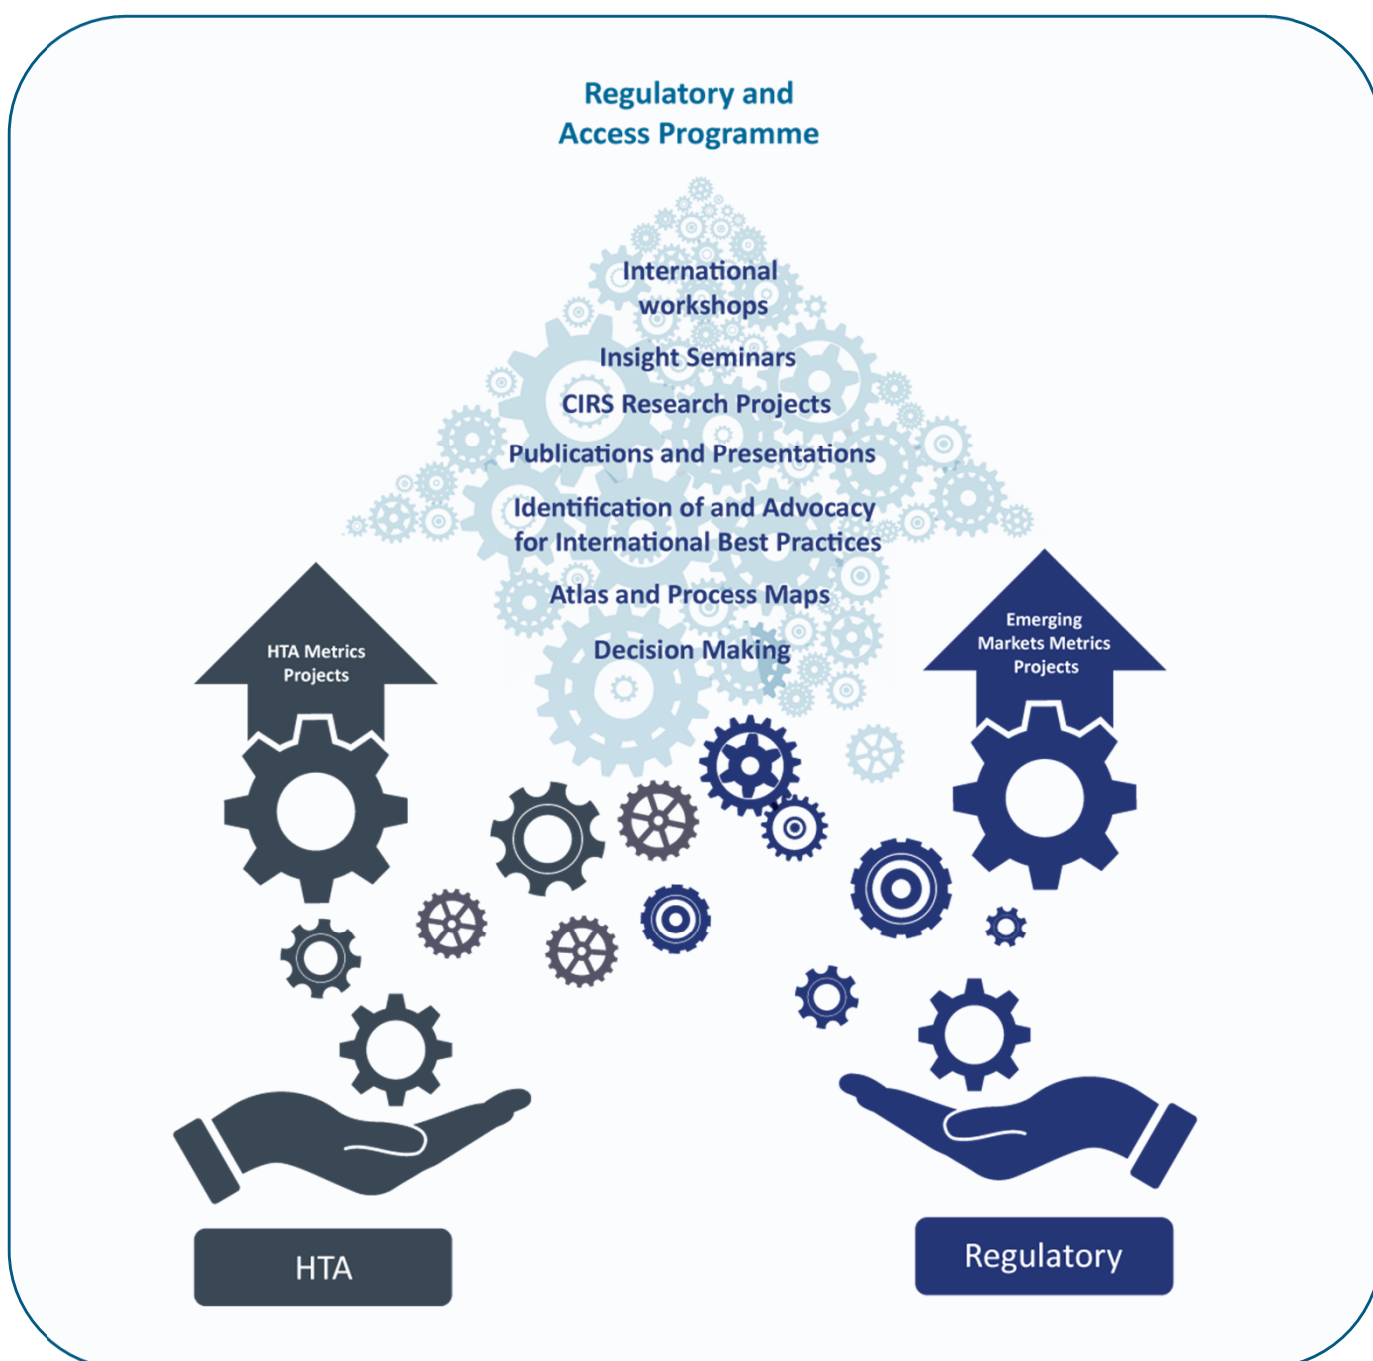 Regulatory and
Access Programme
International
workshops
Insight Seminars
CIRS Research Projects
Publications and Presentations
Identification of and Advocacy
for International Best Practices
Atlas and Process Maps
Decision Making
HTA Metrics
Projects
Emerging
Markets Metrics
Projects
HTA
Regulatory